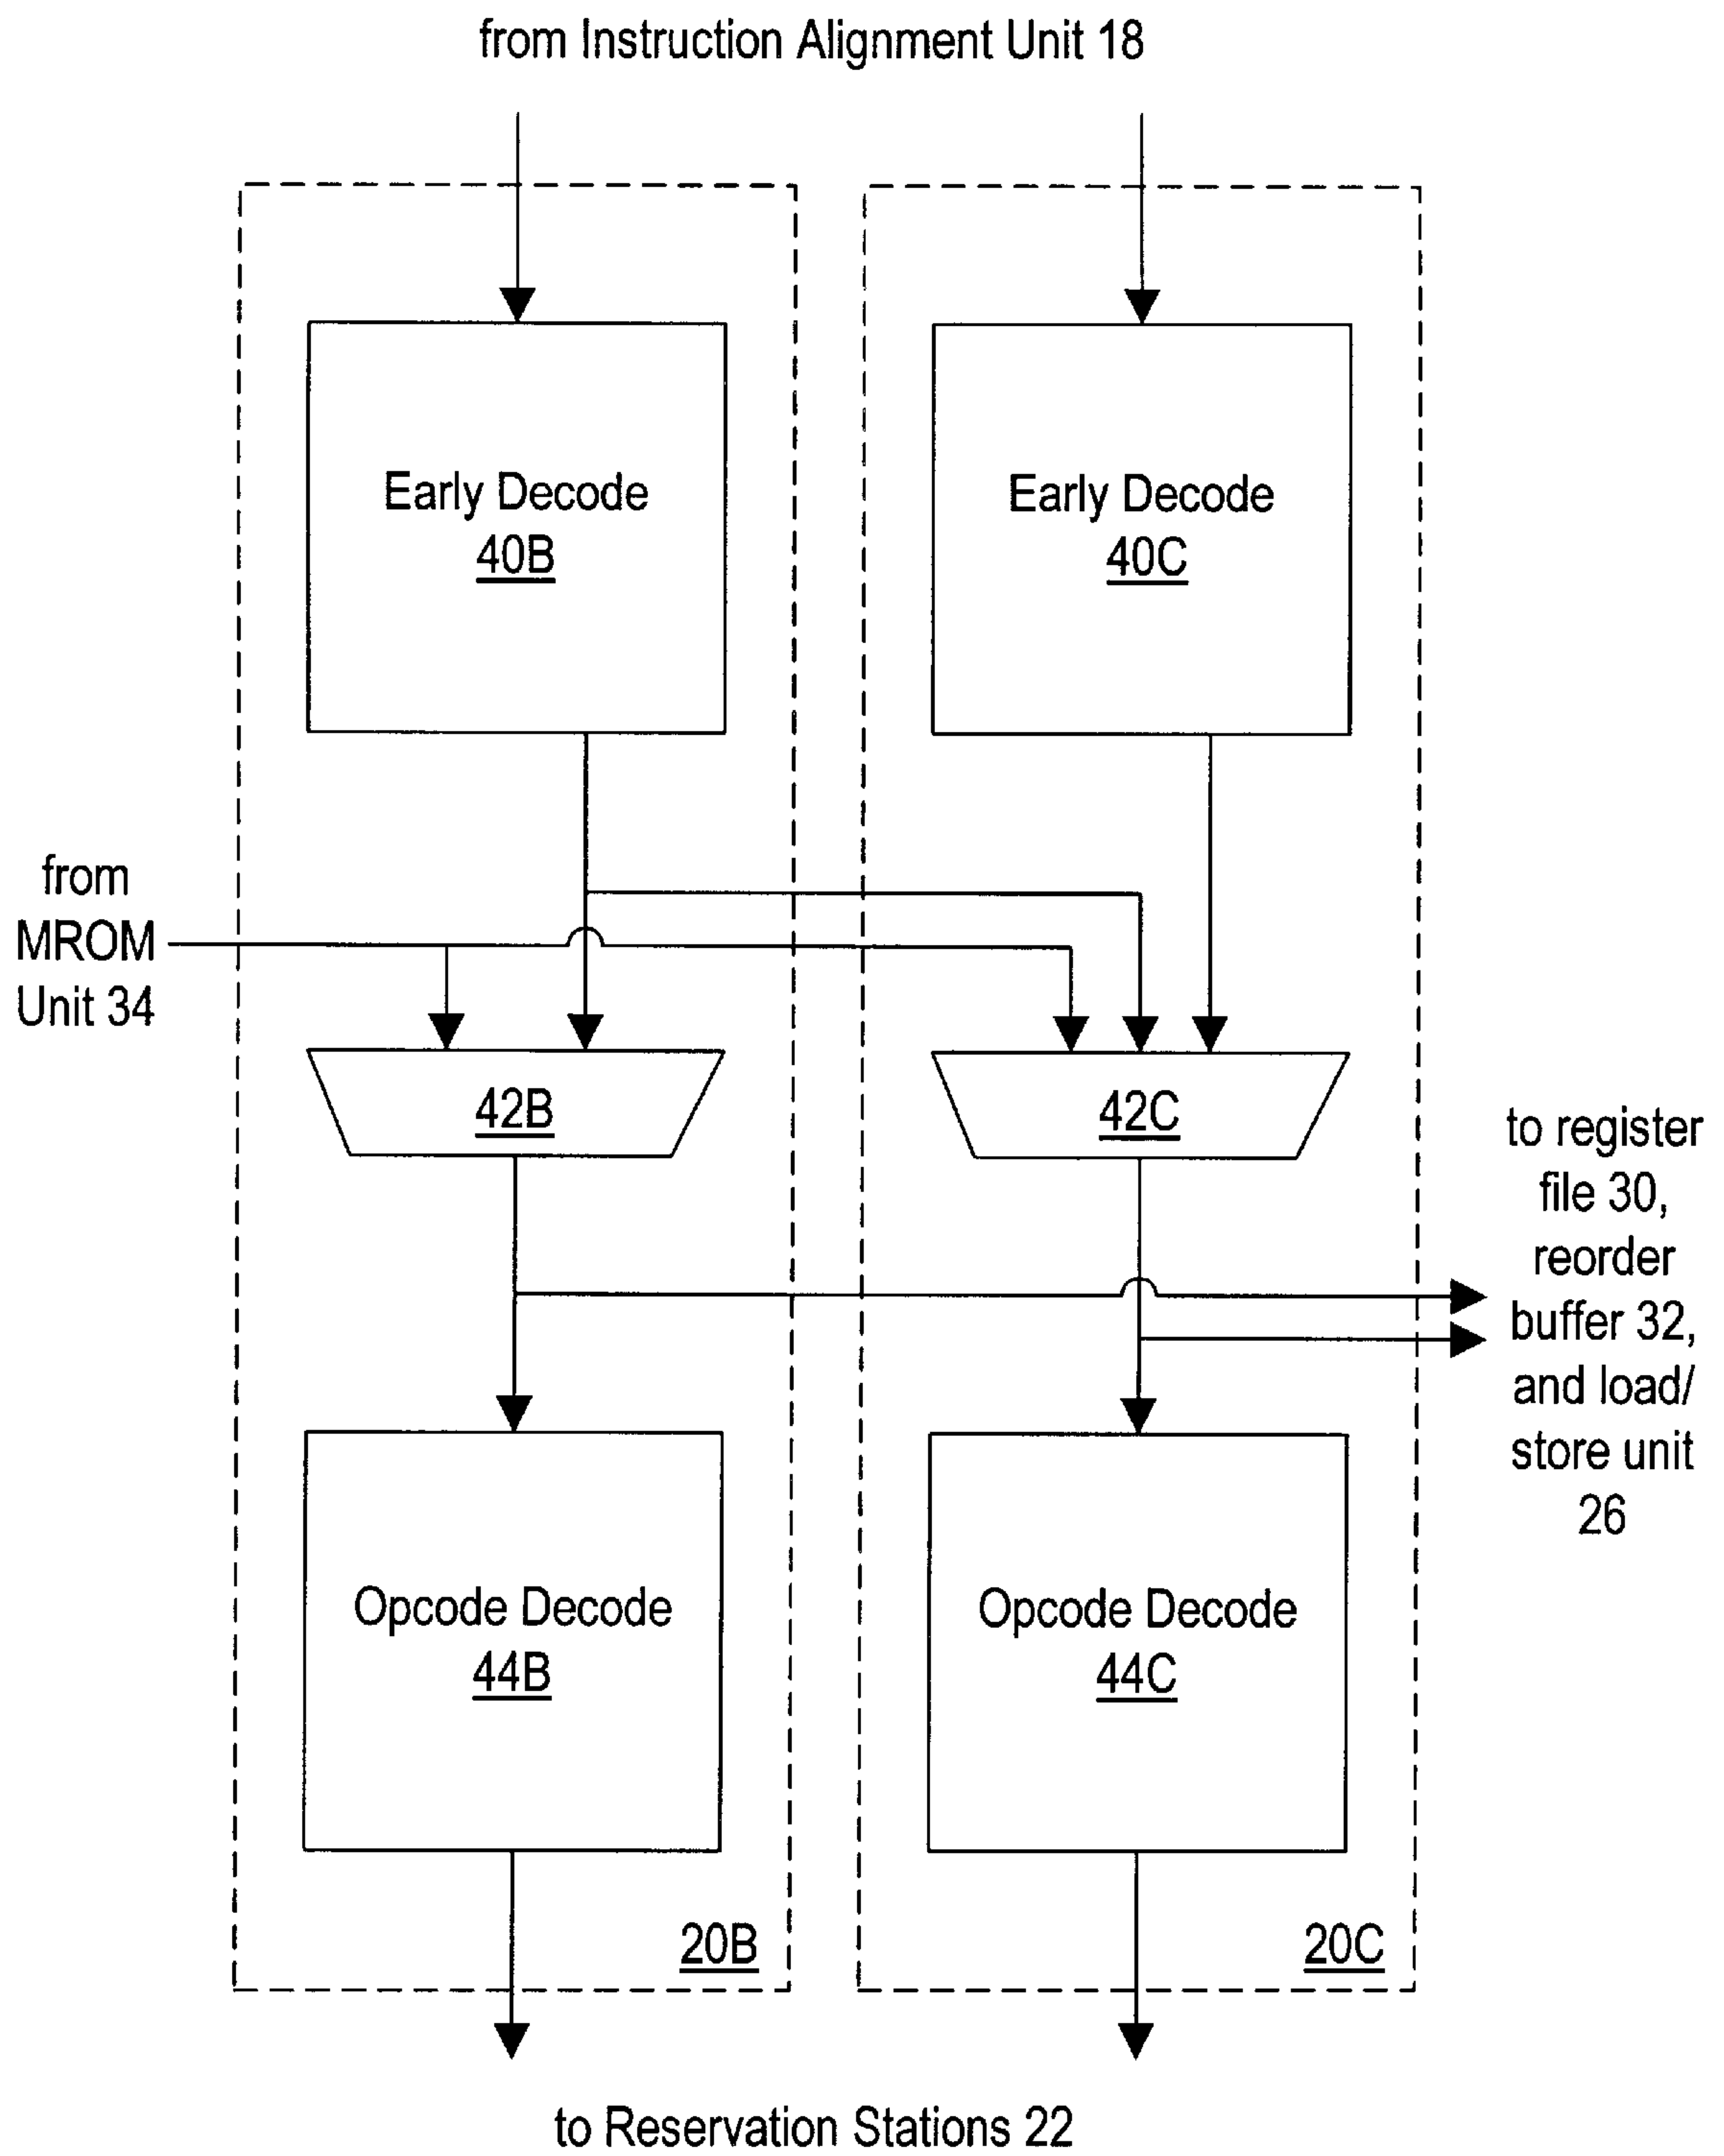 from Instruction Alignment Unit 18
Early Decode
40B
Early Decode
40C
from
MROM
Unit 34
42B
42C
to register
file 30,
reorder
buffer 32,
and load/
store unit
26
Opcode Decode
44B
Opcode Decode
44C
20B
20C
to Reservation Stations 22